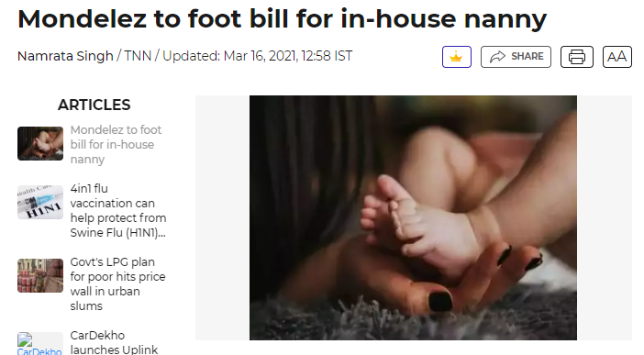 Mondelez to foot bill for in-house nanny
Namrata Singh / TNN / Updated: Mar 16, 2021, 12:58 IST
SHARE
AA
ARTICLES
Mondelez to foot
bill for in-house
nanny
4in1 flu
vaccination can
help protect from
Swine Flu (H1N1)...
H1N1
Govt's LPG plan
for poor hits price
wall in urban
slums
CarDekho
launches Uplink
CarDekho